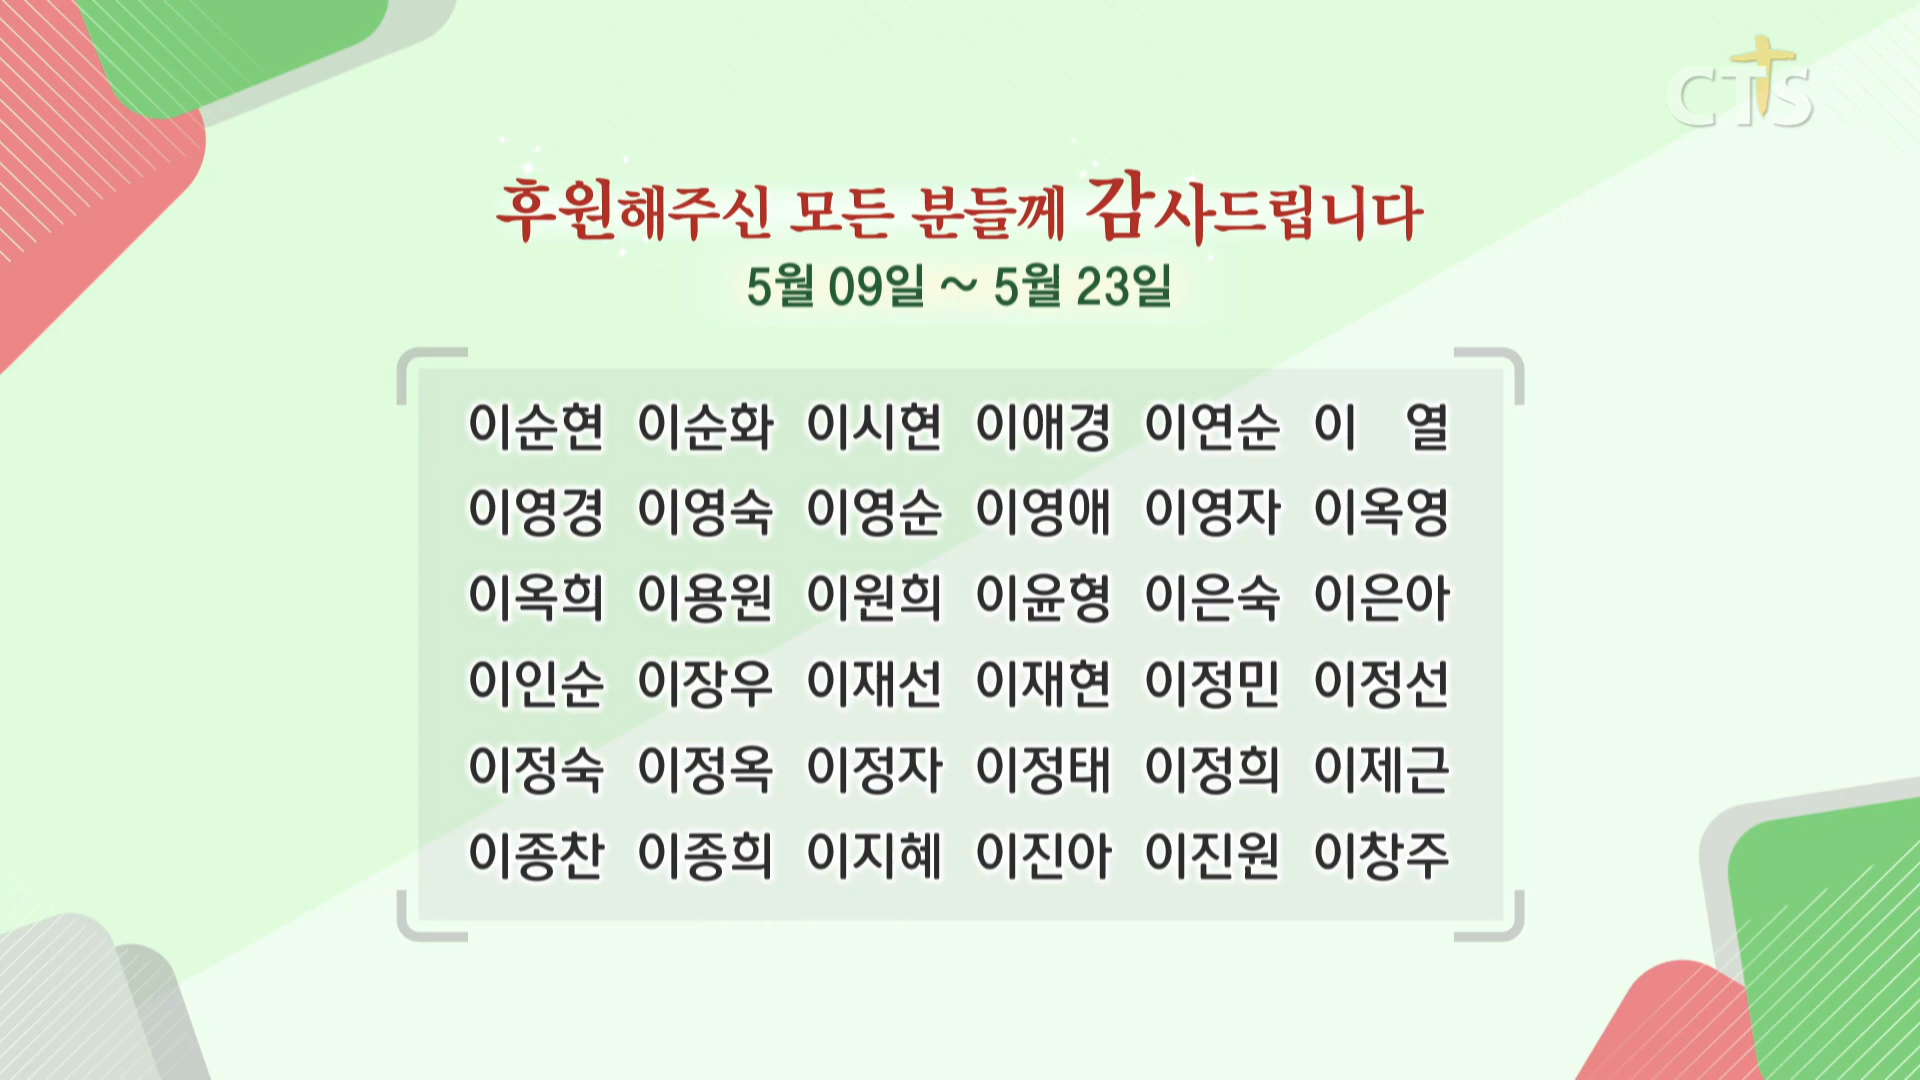 CTS
후원해주신 모든 분들께 감사드립니다
5월 09일 ~ 5월 23일
이순현 이순화 이시현 이애경 이연순 이 열
이영경 이영숙 이영순 이영애 이영자 이옥영
이옥희 이용원 이원희 이윤형 이은숙 이은아
이인순 이장우 이재선 이재현 이정민 이정선
이정숙 이정옥 이정자 이정태 이정희 이제근
이종찬 이종희 이지혜 이진아 이진원 이창주